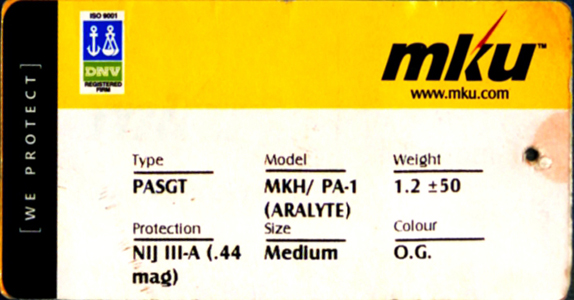 ISO 9001
DNV
REGISTERED
FIRM
mku™
www.mku.com
[WE PROTECT]
Type Model Weight
PASGT MKH/ PA-1 1.2 ±50
(ARALYTE)
Protection Size Colour
NIJ III-A (.44 Medium O.G.
mag)